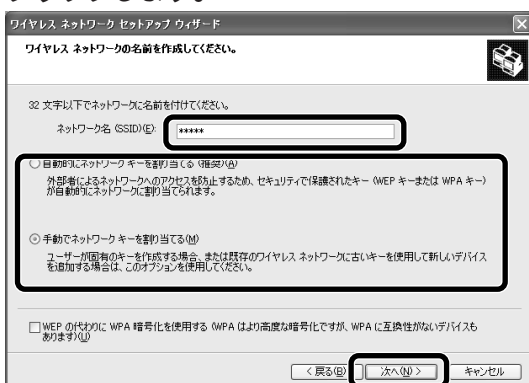 ワイヤレス ネットワーク セットアップ ウィザード
ワイヤレス ネットワークの名前を作成してください。
32 文字以下でネットワークに名前を付けてください。
ネットワーク名 (SSID)(E): *****
自動的にネットワーク キーを割り当てる (推奨)(A)
外部者によるネットワークへのアクセスを防止するため、セキュリティで保護されたキー (WEP キーまたは WPA キー)
が自動的にネットワークに割り当てられます。
手動でネットワーク キーを割り当てる(M)
ユーザーが固有のキーを作成する場合、または既存のワイヤレス ネットワークに古いキーを使用して新しいデバイス
を追加する場合は、このオプションを使用してください。
WEP の代わりに WPA 暗号化を使用する (WPA はより高度な暗号化ですが、WPA に互換性がないデバイスも
あります)(U)
< 戻る(B) 次へ(N) > キャンセル